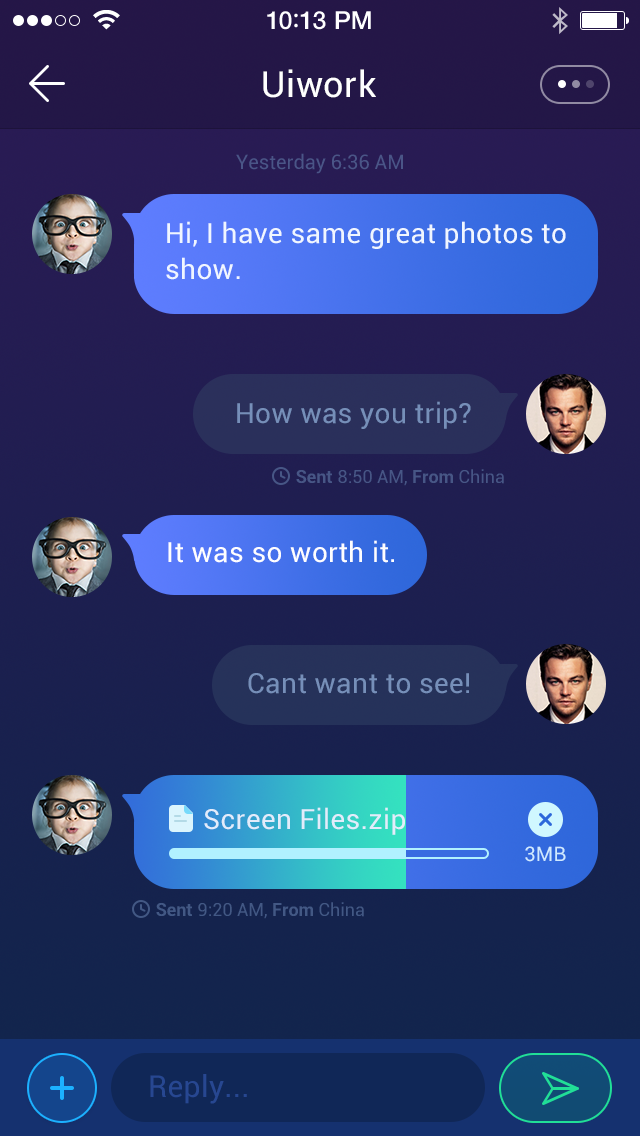 10:13 PM
Uiwork
Yesterday 6:36 AM
Hi, I have same great photos to
show.
How was you trip?
Sent 8:50 AM, From China
It was so worth it.
Cant want to see!
Screen Files.zip
3MB
Sent 9:20 AM, From China
Reply...